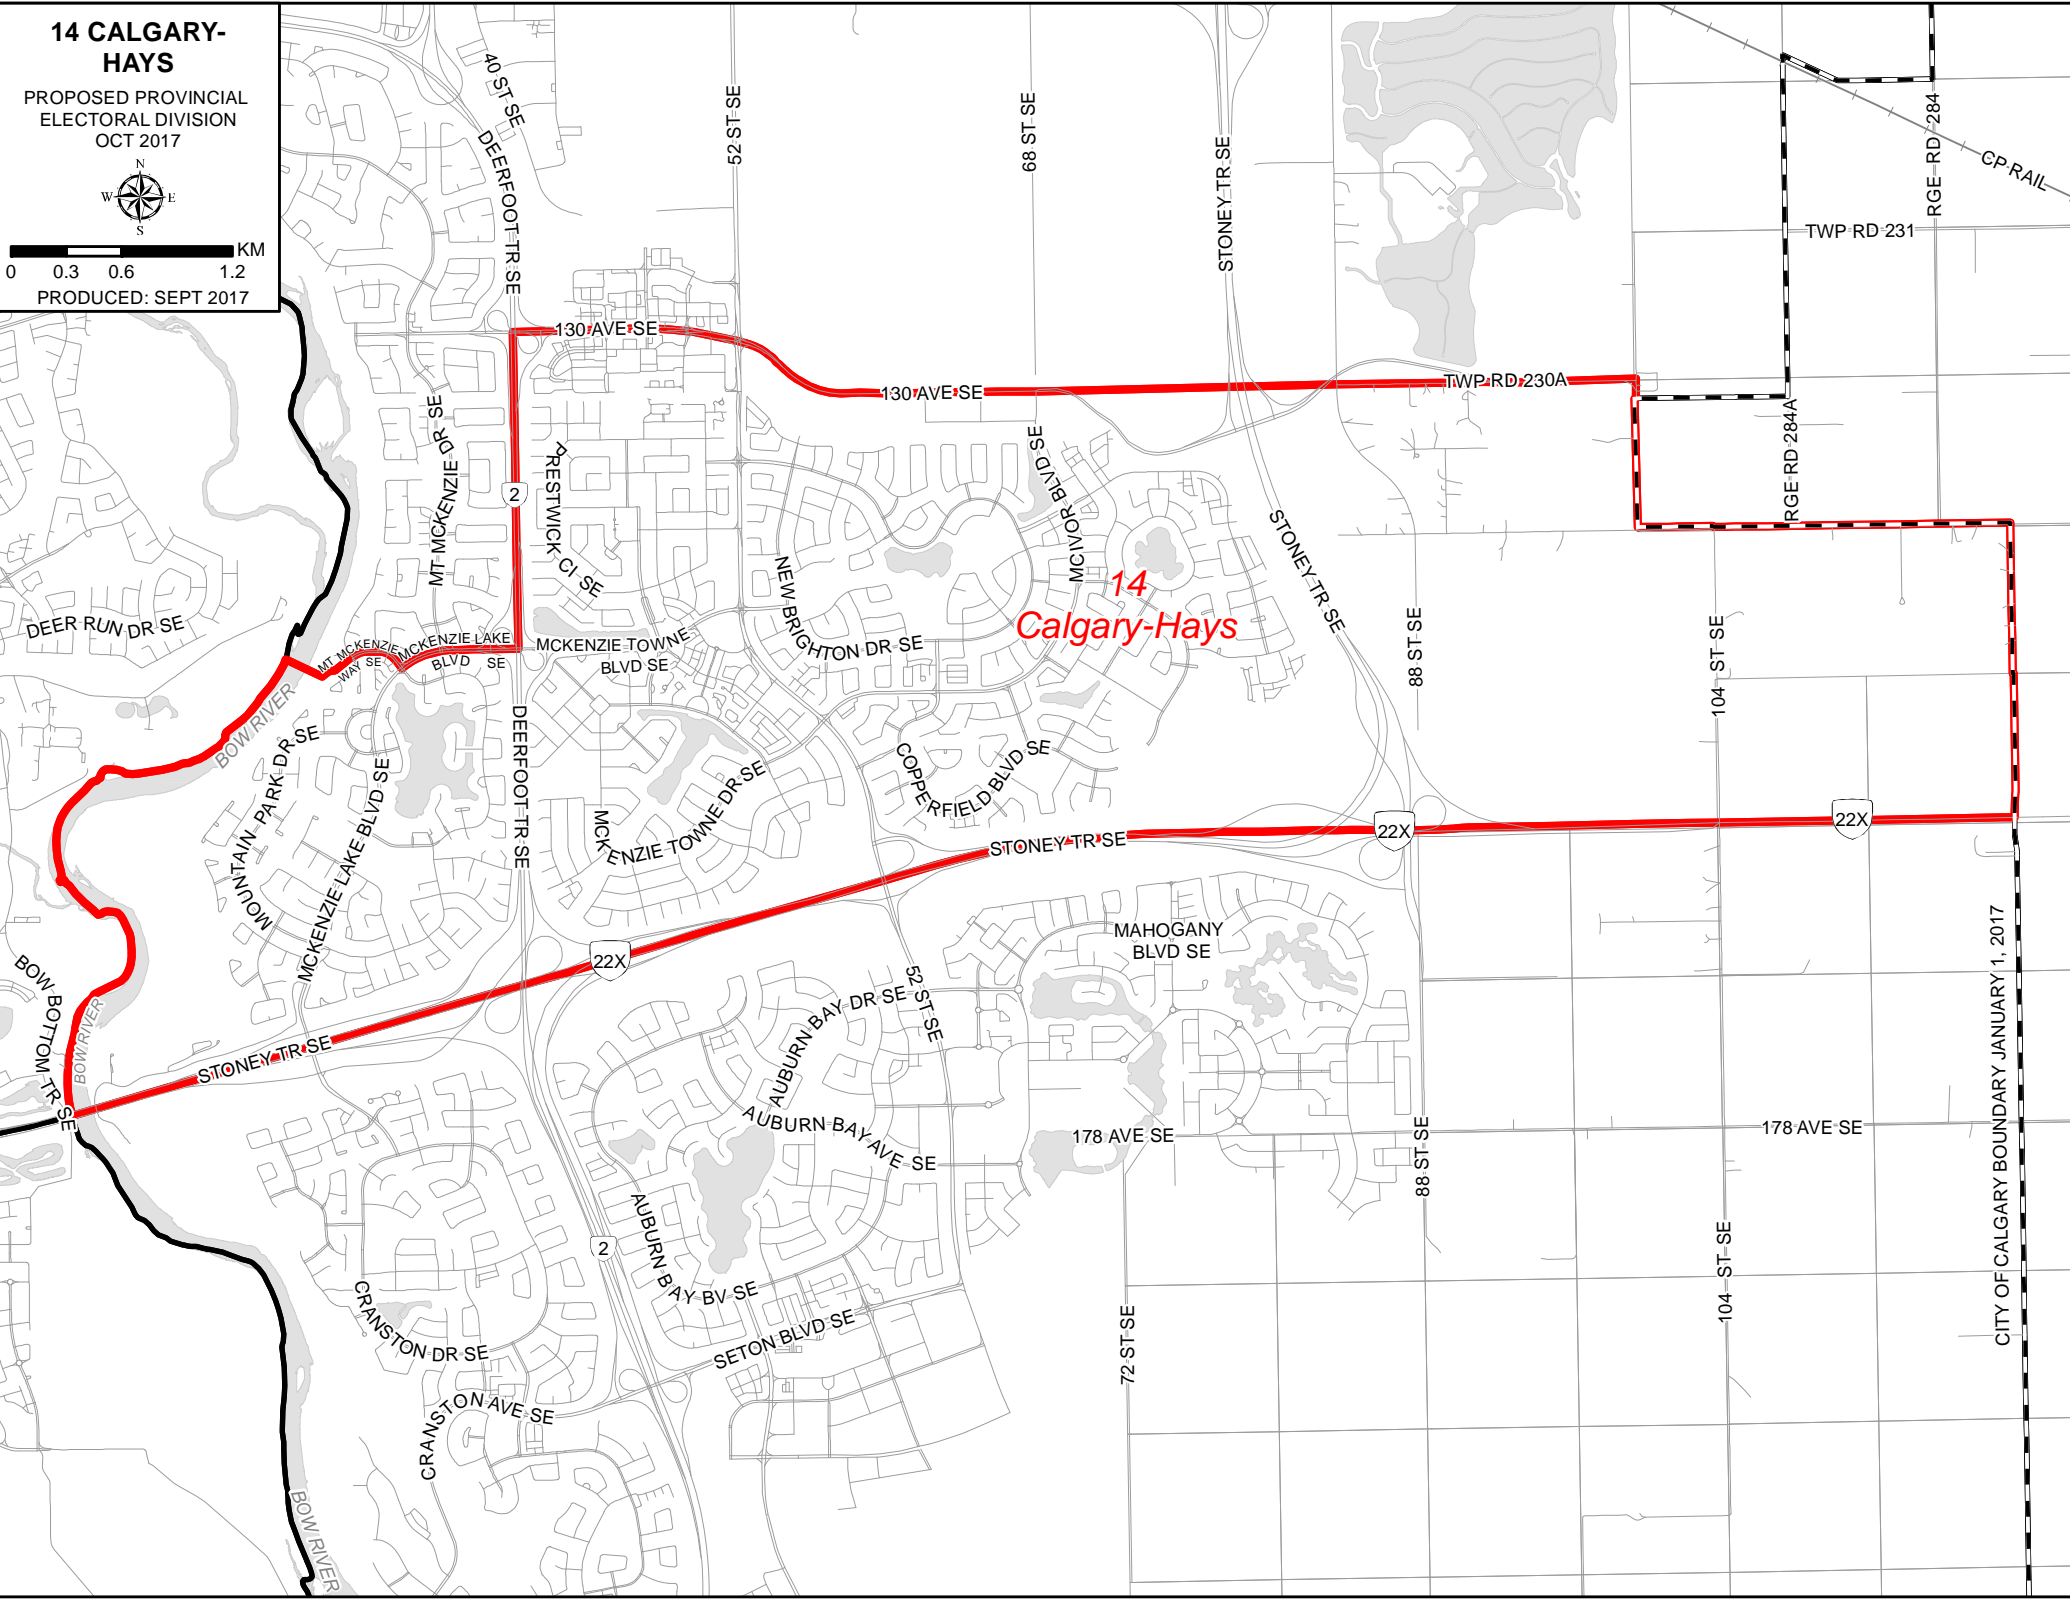 14 CALGARY-
HAYS
PROPOSED PROVINCIAL
ELECTORAL DIVISION
OCT 2017
N
W E
S
KM
0 0.3 0.6 1.2
PRODUCED: SEPT 2017
40 ST SE
DEERFOOT TR SE
52 ST SE
68 ST SE
STONEY TR SE
RGE RD 284
CP RAIL
TWP RD 231
130 AVE SE
130 AVE SE
TWP RD 230A
RGE RD 284A
MT MCKENZIE DR SE
2
PRESTWICK CI SE
MCIVOR BLVD SE
STONEY TR SE
NEW BRIGHTON DR SE
14
Calgary-Hays
88 ST SE
104 ST SE
DEER RUN DR SE
MT MCKENZIE
WAY SE
MCKENZIE LAKE
BLVD SE
MCKENZIE TOWNE
BLVD SE
BOW RIVER
MOUNTAIN PARK DR SE
MCKENZIE LAKE BLVD SE
DEERFOOT TR SE
MCKENZIE TOWNE DR SE
COPPERFIELD BLVD SE
STONEY TR SE
22X
22X
22X
MAHOGANY
BLVD SE
BOW BOTTOM TR SE
BOW RIVER
STONEY TR SE
52 ST SE
AUBURN BAY DR SE
AUBURN BAY AVE SE
178 AVE SE
178 AVE SE
88 ST SE
CITY OF CALGARY BOUNDARY JANUARY 1, 2017
AUBURN BAY BV SE
2
104 ST SE
72 ST SE
SETON BLVD SE
CRANSTON DR SE
CRANSTON AVE SE
BOW RIVER